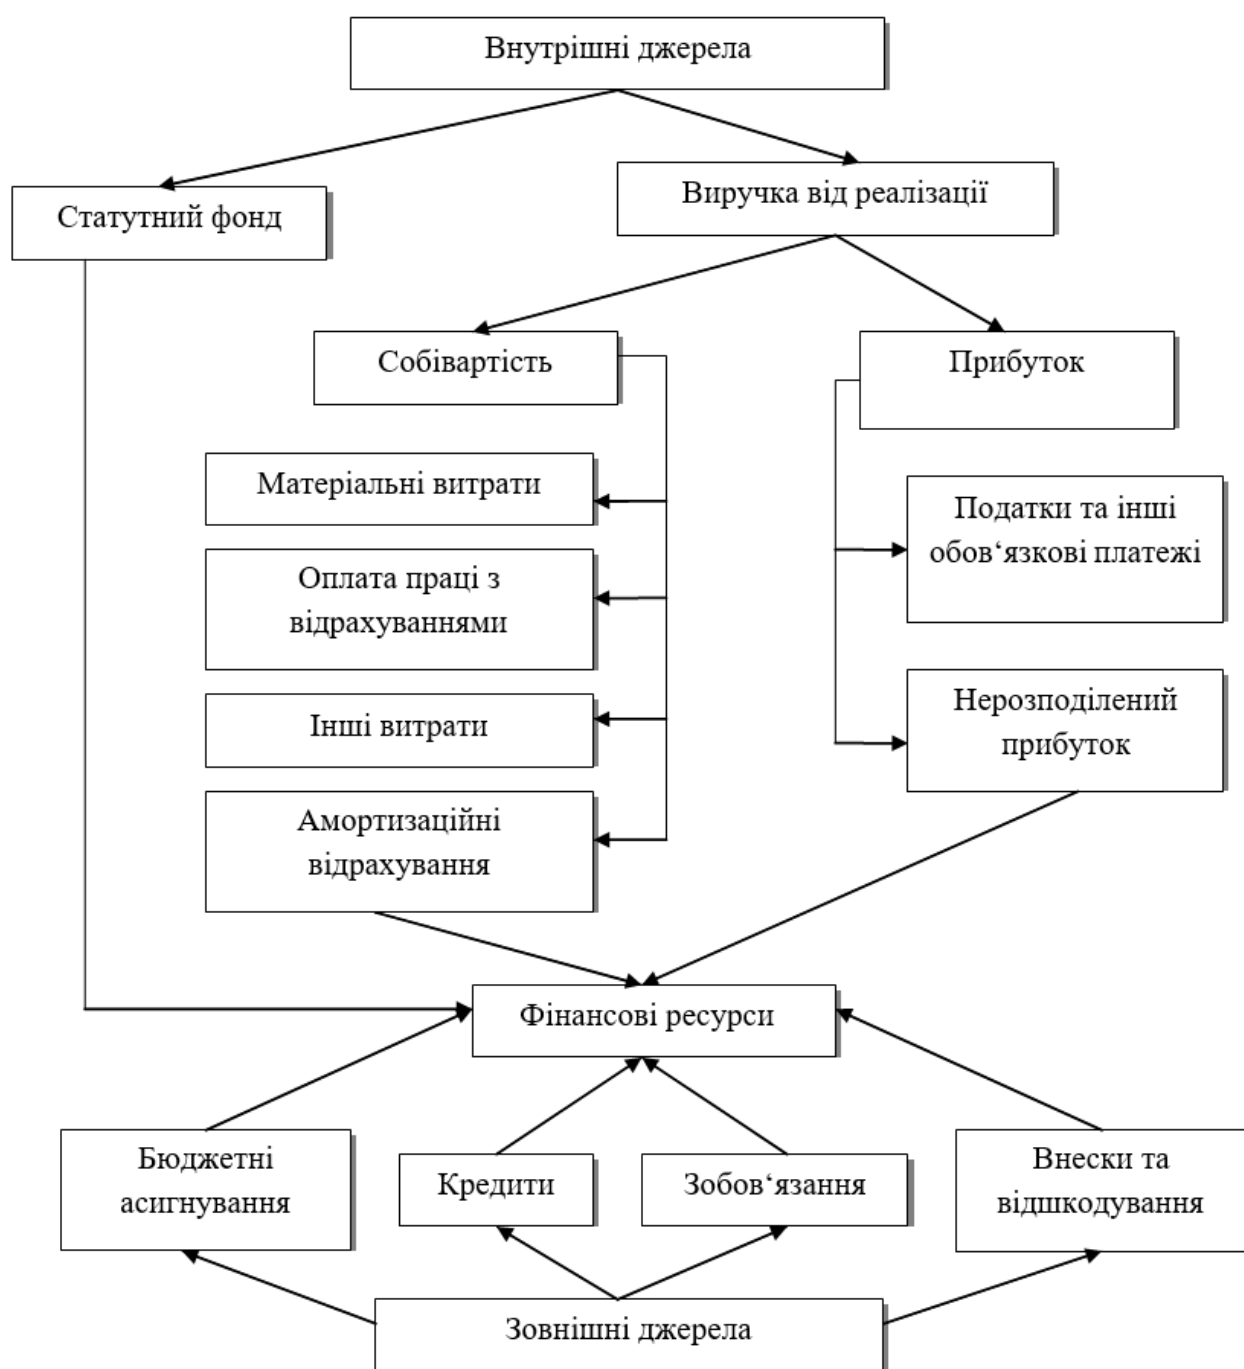 Внутрішні джерела
Статутний фонд
Виручка від реалізації
Собівартість
Прибуток
Матеріальні витрати
Оплата праці з
відрахуваннями
Інші витрати
Амортизаційні
відрахування
Податки та інші
обов‘язкові платежі
Нерозподілений
прибуток
Фінансові ресурси
Бюджетні
асигнування
Кредити
Зобов‘язання
Внески та
відшкодування
Зовнішні джерела